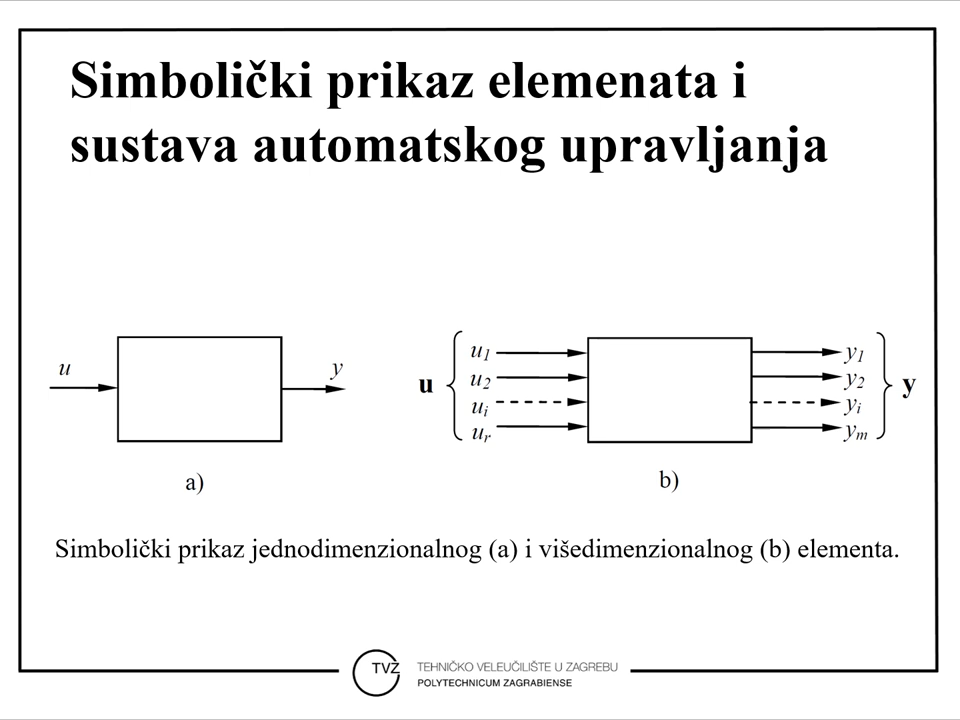 Simbolički prikaz elemenata i
sustava automatskog upravljanja
u
y
a)
u
u1
u2
ui
ur
y1
y2
yi
ym
y
b)
Simbolički prikaz jednodimenzionalnog (a) i višedimenzionalnog (b) elementa.
TVZ
TEHNIČKO VELEUČILIŠTE U ZAGREBU
POLYTECHNICUM ZAGRABIENSE